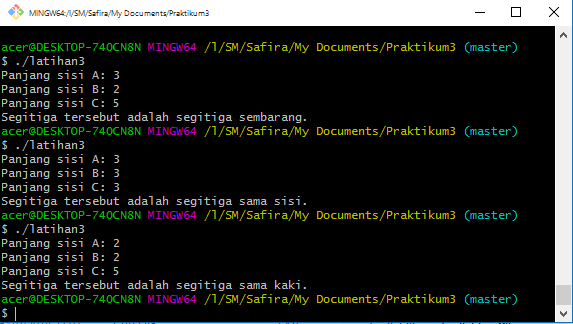 MINGW64:/l/SM/Safira/My Documents/Praktikum3
acer@DESKTOP-74OCN8N MINGW64 /l/SM/Safira/My Documents/Praktikum3 (master)
$ ./latihan3
Panjang sisi A: 3
Panjang sisi B: 2
Panjang sisi C: 5
Segitiga tersebut adalah segitiga sembarang.
acer@DESKTOP-74OCN8N MINGW64 /l/SM/Safira/My Documents/Praktikum3 (master)
$ ./latihan3
Panjang sisi A: 3
Panjang sisi B: 3
Panjang sisi C: 3
Segitiga tersebut adalah segitiga sama sisi.
acer@DESKTOP-74OCN8N MINGW64 /l/SM/Safira/My Documents/Praktikum3 (master)
$ ./latihan3
Panjang sisi A: 2
Panjang sisi B: 2
Panjang sisi C: 5
Segitiga tersebut adalah segitiga sama kaki.
acer@DESKTOP-74OCN8N MINGW64 /l/SM/Safira/My Documents/Praktikum3 (master)
$